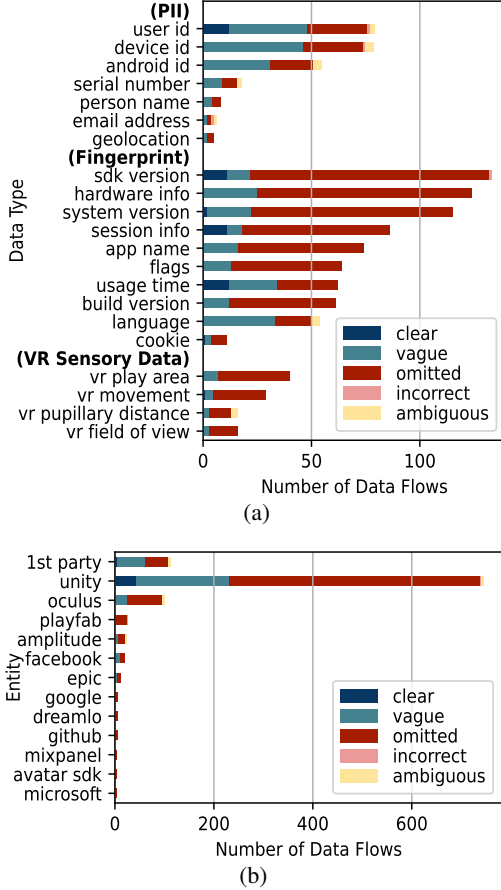 (PII)
user id
device id
android id
serial number
person name
email address
geolocation
(Fingerprint)
sdk version
hardware info
system version
session info
app name
flags
usage time
build version
language
cookie
(VR Sensory Data)
vr play area
vr movement
vr pupillary distance
vr field of view
Data Type
clear
vague
omitted
incorrect
ambiguous
0 50 100
Number of Data Flows
(a)
1st party
unity
oculus
playfab
amplitude
facebook
epic
google
dreamlo
github
mixpanel
avatar sdk
microsoft
Entity
clear
vague
omitted
incorrect
ambiguous
0 200 400 600
Number of Data Flows
(b)